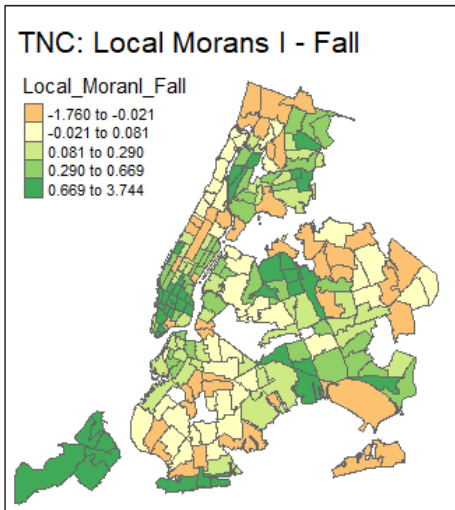 TNC: Local Morans I - Fall
Local_MoranI_Fall
-1.760 to -0.021
-0.021 to 0.081
0.081 to 0.290
0.290 to 0.669
0.669 to 3.744